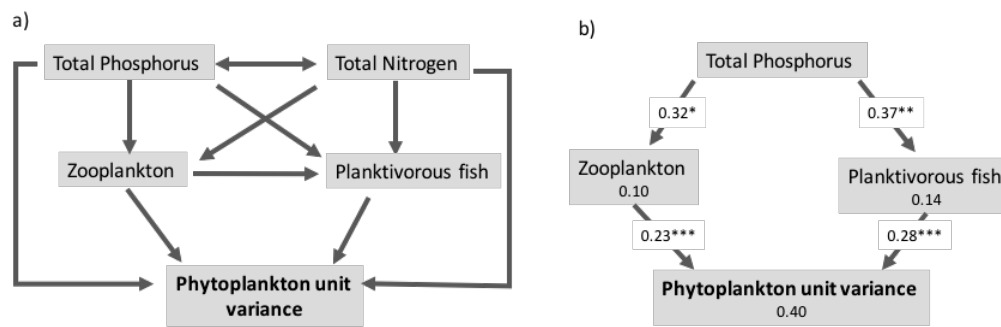 a)
Total Phosphorus
Total Nitrogen
Zooplankton
Planktivorous fish
Phytoplankton unit
variance
b)
Total Phosphorus
0.32*
0.37**
Zooplankton
0.10
Planktivorous fish
0.14
0.23***
0.28***
Phytoplankton unit variance
0.40